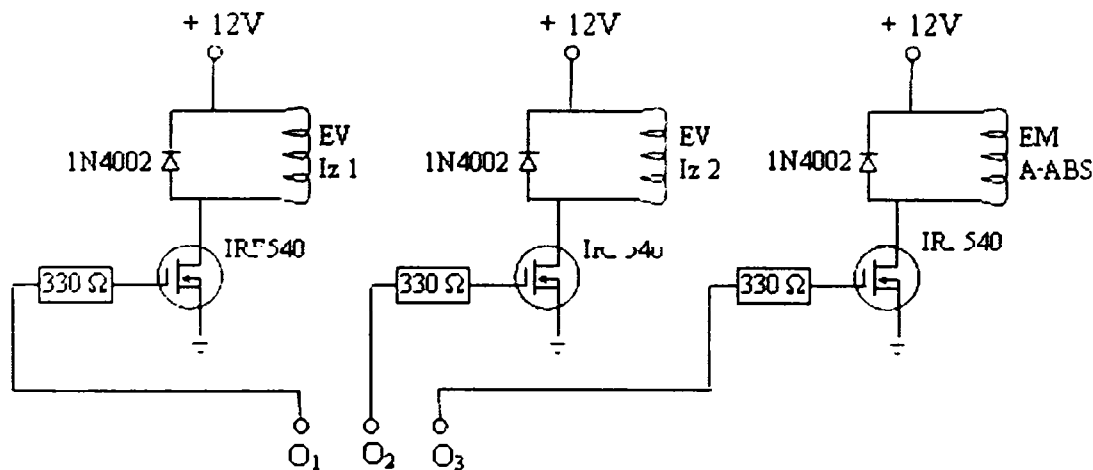 + 12V
+ 12V
+ 12V
1N4002
EV
Iz 1
1N4002
EV
Iz 2
1N4002
EM
A-ABS
330 Ω
330 Ω
330 Ω
O1
O2
O3